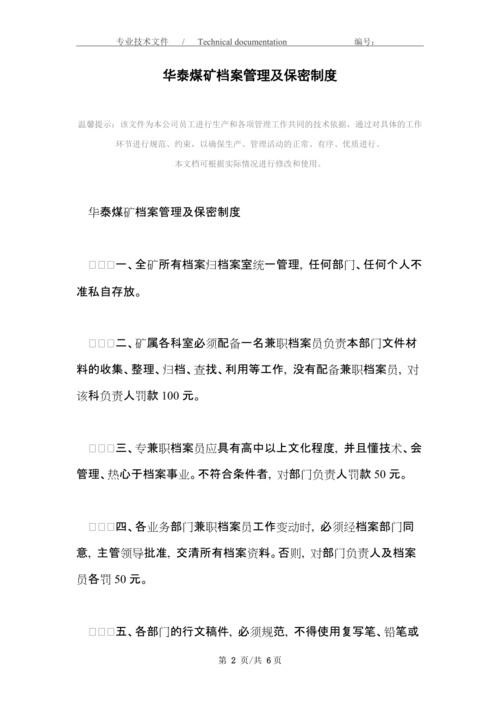 专业技术文件 / Technical documentation 编号：
华泰煤矿档案管理及保密制度
温馨提示：该文件为本公司员工进行生产和各项管理工作共同的技术依据，通过对具体的工作
环节进行规范、约束，以确保生产、管理活动的正常、有序、优质进行。
本文档可根据实际情况进行修改和使用。
华泰煤矿档案管理及保密制度
□□□一、全矿所有档案归档案室统一管理，任何部门、任何个人不
准私自存放。
□□□二、矿属各科室必须配备一名兼职档案员负责本部门文件材
料的收集、整理、归档、查找、利用等工作，没有配备兼职档案员，对
该科负责人罚款 100 元。
□□□三、专兼职档案员应具有高中以上文化程度，并且懂技术、会
管理、热心于档案事业。不符合条件者，对部门负责人罚款 50 元。
□□□四、各业务部门兼职档案员工作变动时，必须经档案部门同
意，主管领导批准，交清所有档案资料。否则，对部门负责人及档案
员各罚 50 元。
□□□五、各部门的行文稿件，必须规范，不得使用复写笔、铅笔或
第 2 页/共 6 页